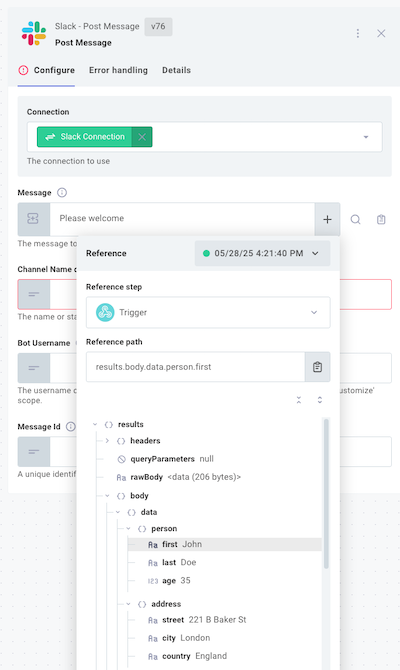 Slack - Post Message v76
Post Message
Configure Error handling Details
Connection
Slack Connection
The connection to use
Message
Please welcome
The message to
Reference 05/28/25 4:21:40 PM
Channel Name
Reference step
Trigger
The name or
Reference path
Bot Username
results.body.data.person.first
The username customize'
scope.
Message Id
results
headers
A unique
queryParameters null
rawBody <data (206 bytes)>
body
data
person
first John
last Doe
123 age 35
address
street 221 B Baker St
city London
country England